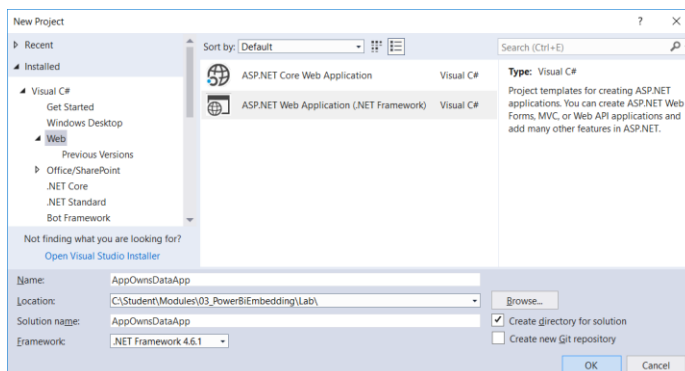 New Project
? ×
Recent
Installed
Visual C#
Get Started
Windows Desktop
Web
Previous Versions
Office/SharePoint
.NET Core
.NET Standard
Bot Framework
Not finding what you are looking for?
Open Visual Studio Installer
Sort by: Default
ASP.NET Core Web Application Visual C#
ASP.NET Web Application (.NET Framework) Visual C#
Search (Ctrl+E)
Type: Visual C#
Project templates for creating ASP.NET
applications. You can create ASP.NET Web
Forms, MVC, or Web API applications and
add many other features in ASP.NET.
Name: AppOwnsDataApp
Location: C:\Student\Modules\03_PowerBiEmbedding\Lab\ Browse...
Solution name: AppOwnsDataApp Create directory for solution
Framework: .NET Framework 4.6.1 Create new Git repository
OK Cancel